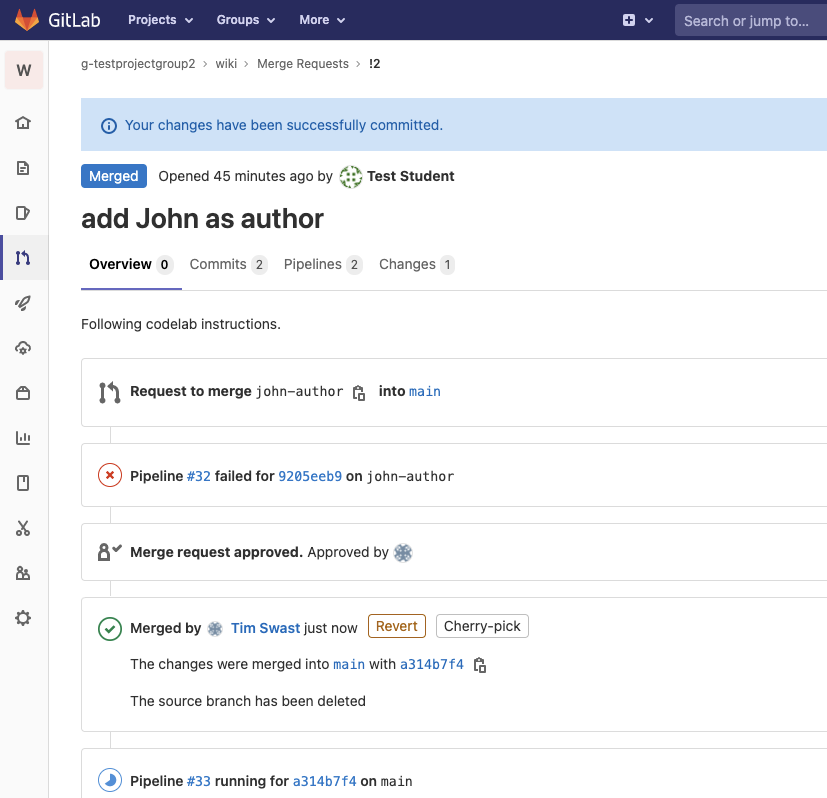 GitLab Projects Groups More Search or jump to...
W g-testprojectgroup2 > wiki > Merge Requests > !2
Your changes have been successfully committed.
Merged Opened 45 minutes ago by Test Student
add John as author
Overview 0 Commits 2 Pipelines 2 Changes 1
Following codelab instructions.
Request to merge john-author into main
Pipeline #32 failed for 9205eeb9 on john-author
Merge request approved. Approved by
Merged by Tim Swast just now Revert Cherry-pick
The changes were merged into main with a314b7f4
The source branch has been deleted
Pipeline #33 running for a314b7f4 on main